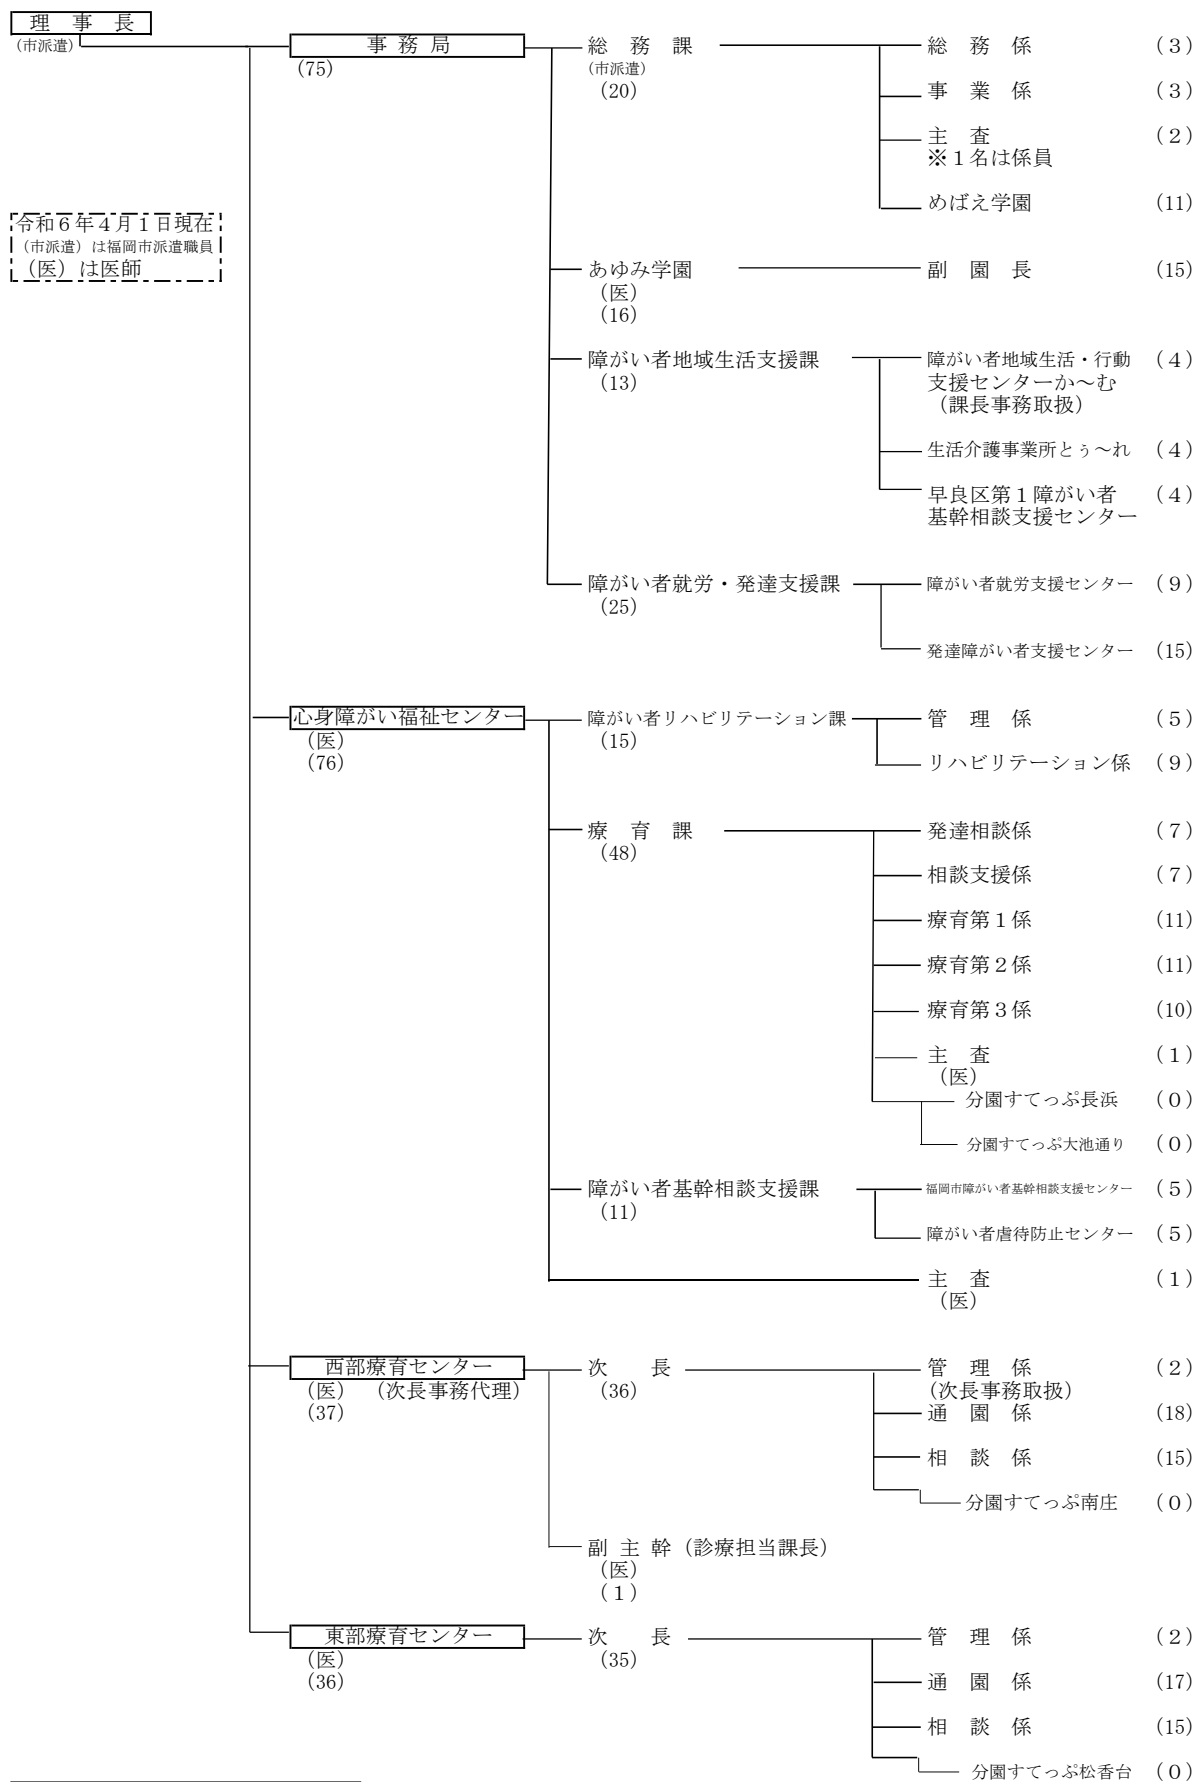 理　事　長
(市派遣)
事 務 局
(75)
総　務　課
(市派遣)
(20)
総　務　係　(３)
事　業　係　(３)
主　査　(２)
※１名は係員
めばえ学園　(11)
令和６年４月１日現在
(市派遣) は福岡市派遣職員
(医) は医師
あゆみ学園
(医)
(16)
副　園　長　(15)
障がい者地域生活支援課
(13)
障がい者地域生活・行動　(４)
支援センターか～む
(課長事務取扱)
生活介護事業所とぅ～れ　(４)
早良区第１障がい者　(４)
基幹相談支援センター
障がい者就労・発達支援課
(25)
障がい者就労支援センター　(９)
発達障がい者支援センター　(15)
心身障がい福祉センター
(医)
(76)
障がい者リハビリテーション課
(15)
管　理　係　(５)
リハビリテーション係　(９)
療　育　課
(48)
発達相談係　(７)
相談支援係　(７)
療育第１係　(11)
療育第２係　(11)
療育第３係　(10)
主　査　(１)
(医)
分園すてっぷ長浜　(０)
分園すてっぷ大池通り　(０)
障がい者基幹相談支援課
(11)
福岡市障がい者基幹相談支援センター　(５)
障がい者虐待防止センター　(５)
主　査　(１)
(医)
西部療育センター
(医)　(次長事務代理)
(37)
次　長
(36)
管　理　係　(２)
(次長事務取扱)
通　園　係　(18)
相　談　係　(15)
分園すてっぷ南庄　(０)
副 主 幹 (診療担当課長)
(医)
(１)
東部療育センター
(医)
(36)
次　長
(35)
管　理　係　(２)
通　園　係　(17)
相　談　係　(15)
分園すてっぷ松香台　(０)